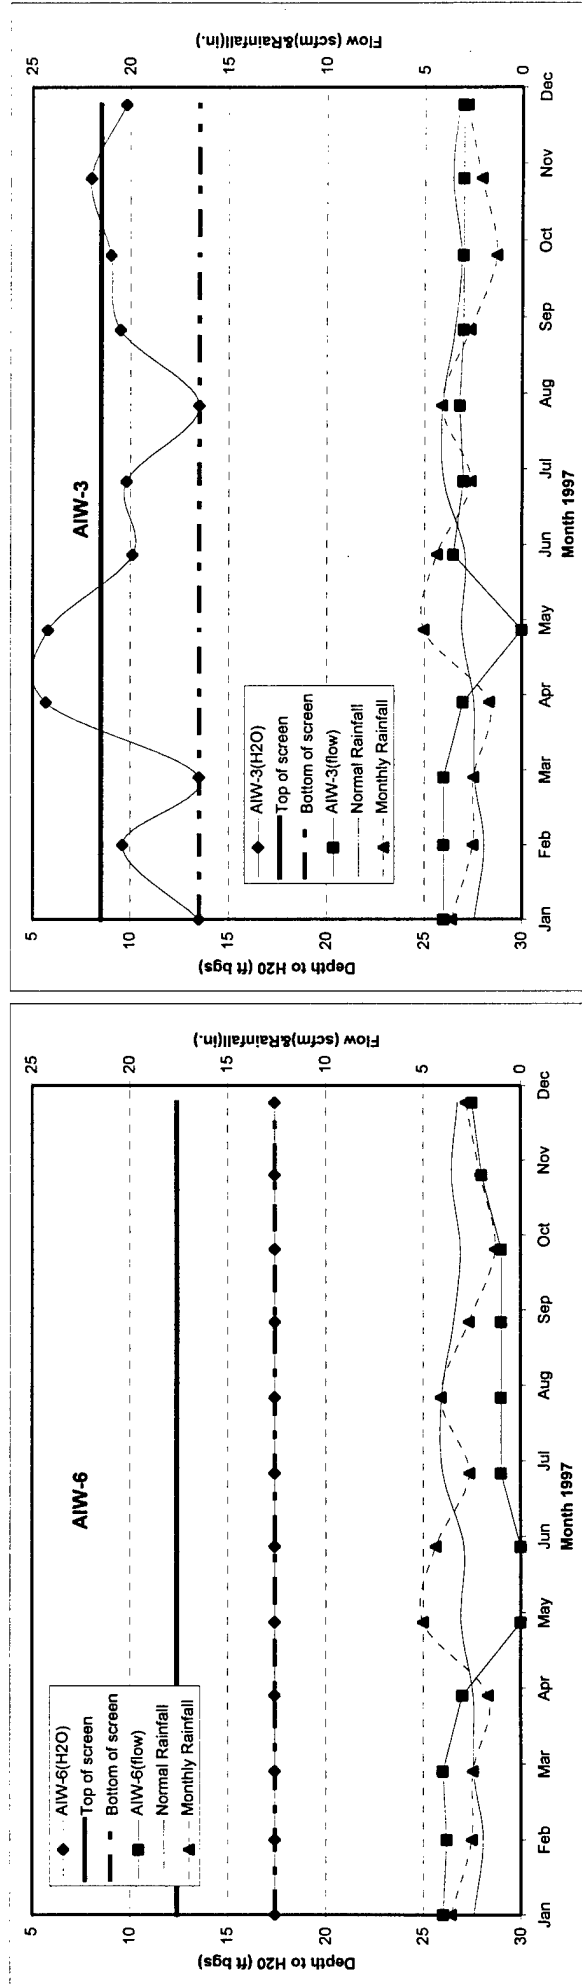 AIW-6
Depth to H20 (ft bgs)
5
10
15
20
25
30
Flow (scfm)&Rainfall(in.)
25
20
15
10
5
0
AIW-6(H2O)
Top of screen
Bottom of screen
AIW-6(flow)
Normal Rainfall
Monthly Rainfall
Jan Feb Mar Apr May Jun Jul Aug Sep Oct Nov Dec
Month 1997
AIW-3
Depth to H20 (ft bgs)
5
10
15
20
25
30
Flow (scfm)&Rainfall(in.)
25
20
15
10
5
0
AIW-3(H2O)
Top of screen
Bottom of screen
AIW-3(flow)
Normal Rainfall
Monthly Rainfall
Jan Feb Mar Apr May Jun Jul Aug Sep Oct Nov Dec
Month 1997